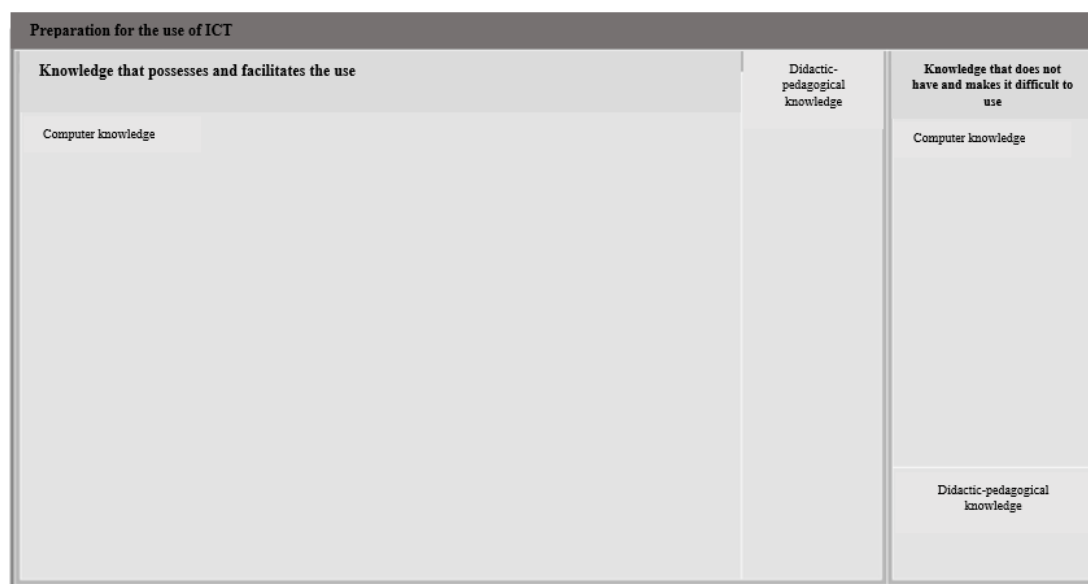 Preparation for the use of ICT
Knowledge that possesses and facilitates the use
Computer knowledge
Didactic-
pedagogical
knowledge
Knowledge that does not
have and makes it difficult to
use
Computer knowledge
Didactic-pedagogical
knowledge